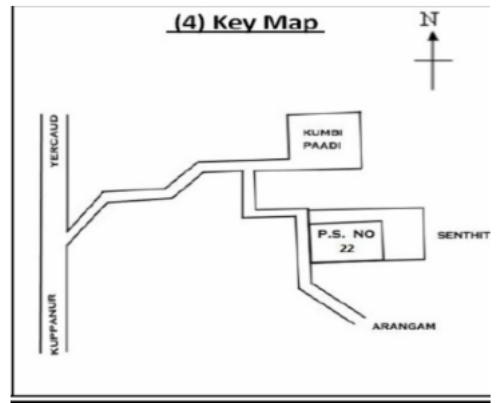 (4) Key Map
N
YERCAUD
KUMBI
PAADI
P.S. NO
22
SENTHIT
KUPPANUR
ARANGAM